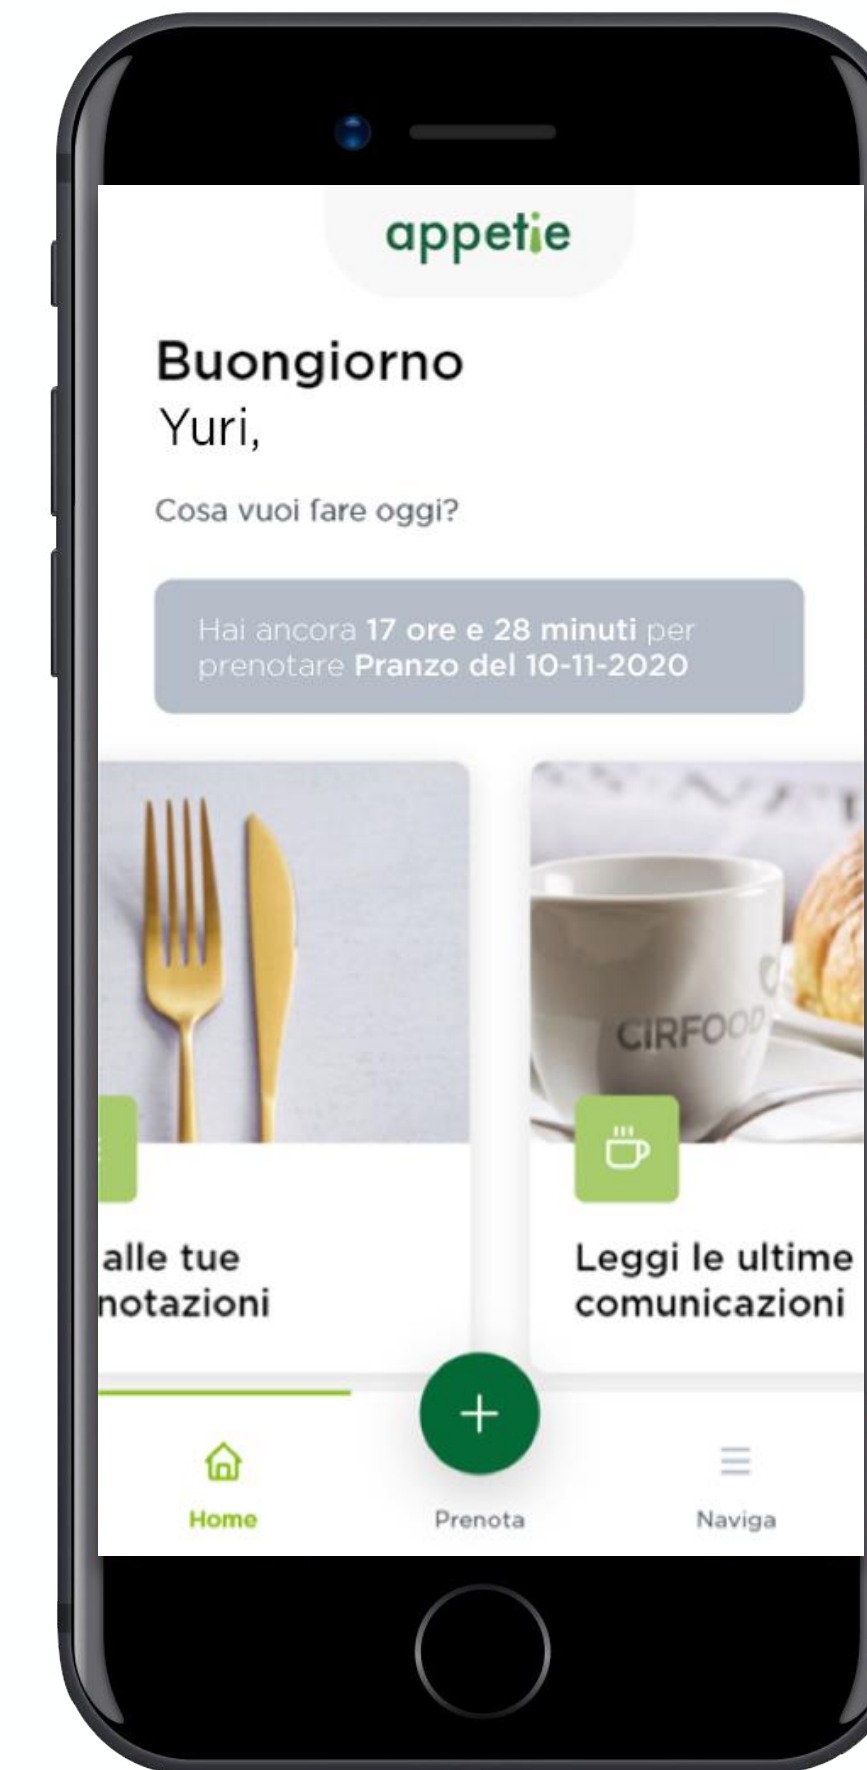 appetie
Buongiorno
Yuri,
Cosa vuoi fare oggi?
Hai ancora 17 ore e 28 minuti per
prenotare Pranzo del 10-11-2020
CIRFOOD
alle tue
notazioni
Leggi le ultime
comunicazioni
Home
Prenota
Naviga